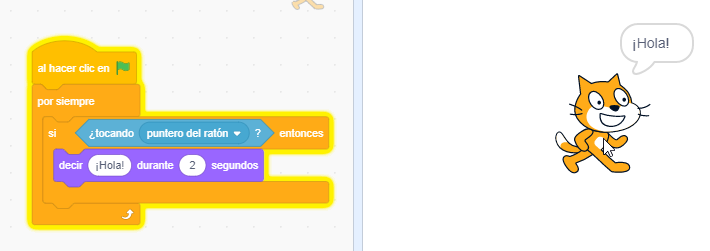 al hacer clic en
por siempre
si ¿tocando puntero del ratón ? entonces
decir ¡Hola! durante 2 segundos
¡Hola!